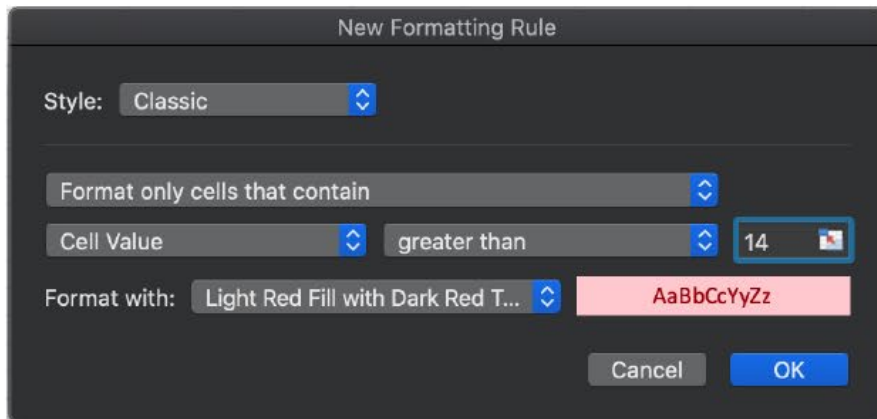 New Formatting Rule
Style: Classic
Format only cells that contain
Cell Value greater than 14
Format with: Light Red Fill with Dark Red T... AaBbCcYyZz
Cancel OK